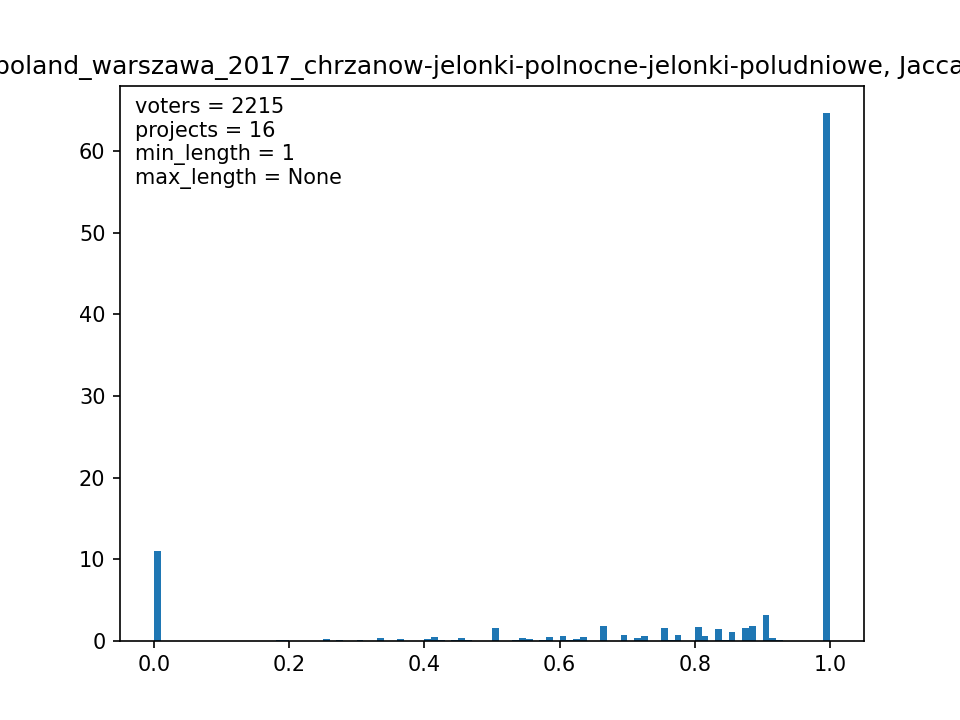 poland_warszawa_2017_chrzanow-jelonki-polnocne-jelonki-poludniowe, Jacca
voters = 2215
projects = 16
min_length = 1
max_length = None
60
50
40
30
20
10
0
0.0 0.2 0.4 0.6 0.8 1.0